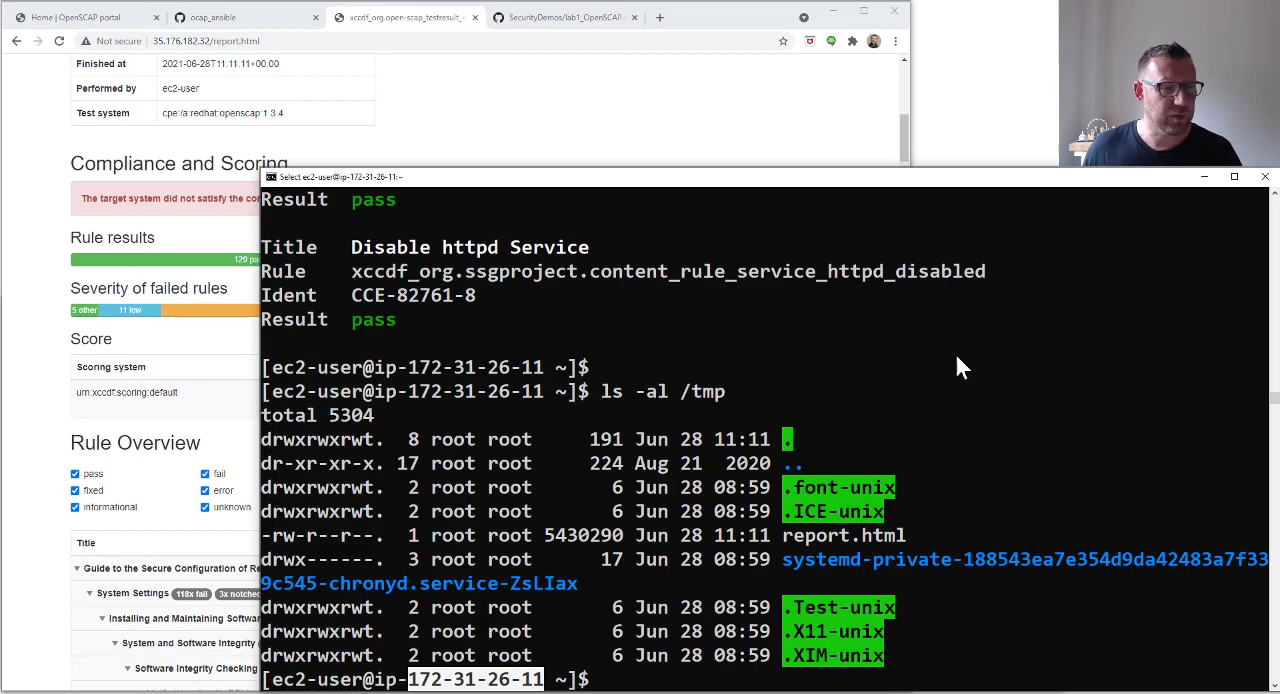 Home | OpenSCAP portal
ocap_ansible
xccdf_org.open-scap_testresult_x
SecurityDemos/lab1_OpenSCAP.
Not secure | 35.176.182.32/report.html
Finished at 2021-06-28T11:11:11+00:00
Performed by ec2-user
Test system cpe:/a:redhat:openscap:1.3.4
Compliance and Scoring
The target system did not satisfy the co
Rule results
129 pa
Severity of failed rules
5 other 11 low
Score
Scoring system
urn:xccdf:scoring:default
Rule Overview
pass fail
fixed error
informational unknown
Title
Guide to the Secure Configuration of Re
System Settings 118x fail 3x notchec
Installing and Maintaining Softwa
System and Software Integrity (
Software Integrity Checking
Select ec2-user@ip-172-31-26-11:~
Result pass
Title Disable httpd Service
Rule xccdf_org.ssgproject.content_rule_service_httpd_disabled
Ident CCE-82761-8
Result pass
[ec2-user@ip-172-31-26-11 ~]$
[ec2-user@ip-172-31-26-11 ~]$ ls -al /tmp
total 5304
drwxrwxrwt. 8 root root 191 Jun 28 11:11 .
dr-xr-xr-x. 17 root root 224 Aug 21 2020 ..
drwxrwxrwt. 2 root root 6 Jun 28 08:59 .font-unix
drwxrwxrwt. 2 root root 6 Jun 28 08:59 .ICE-unix
-rw-r--r--. 1 root root 5430290 Jun 28 11:11 report.html
drwx------. 3 root root 17 Jun 28 08:59 systemd-private-188543ea7e354d9da42483a7f33
9c545-chronyd.service-ZsLIax
drwxrwxrwt. 2 root root 6 Jun 28 08:59 .Test-unix
drwxrwxrwt. 2 root root 6 Jun 28 08:59 .X11-unix
drwxrwxrwt. 2 root root 6 Jun 28 08:59 .XIM-unix
[ec2-user@ip-172-31-26-11 ~]$